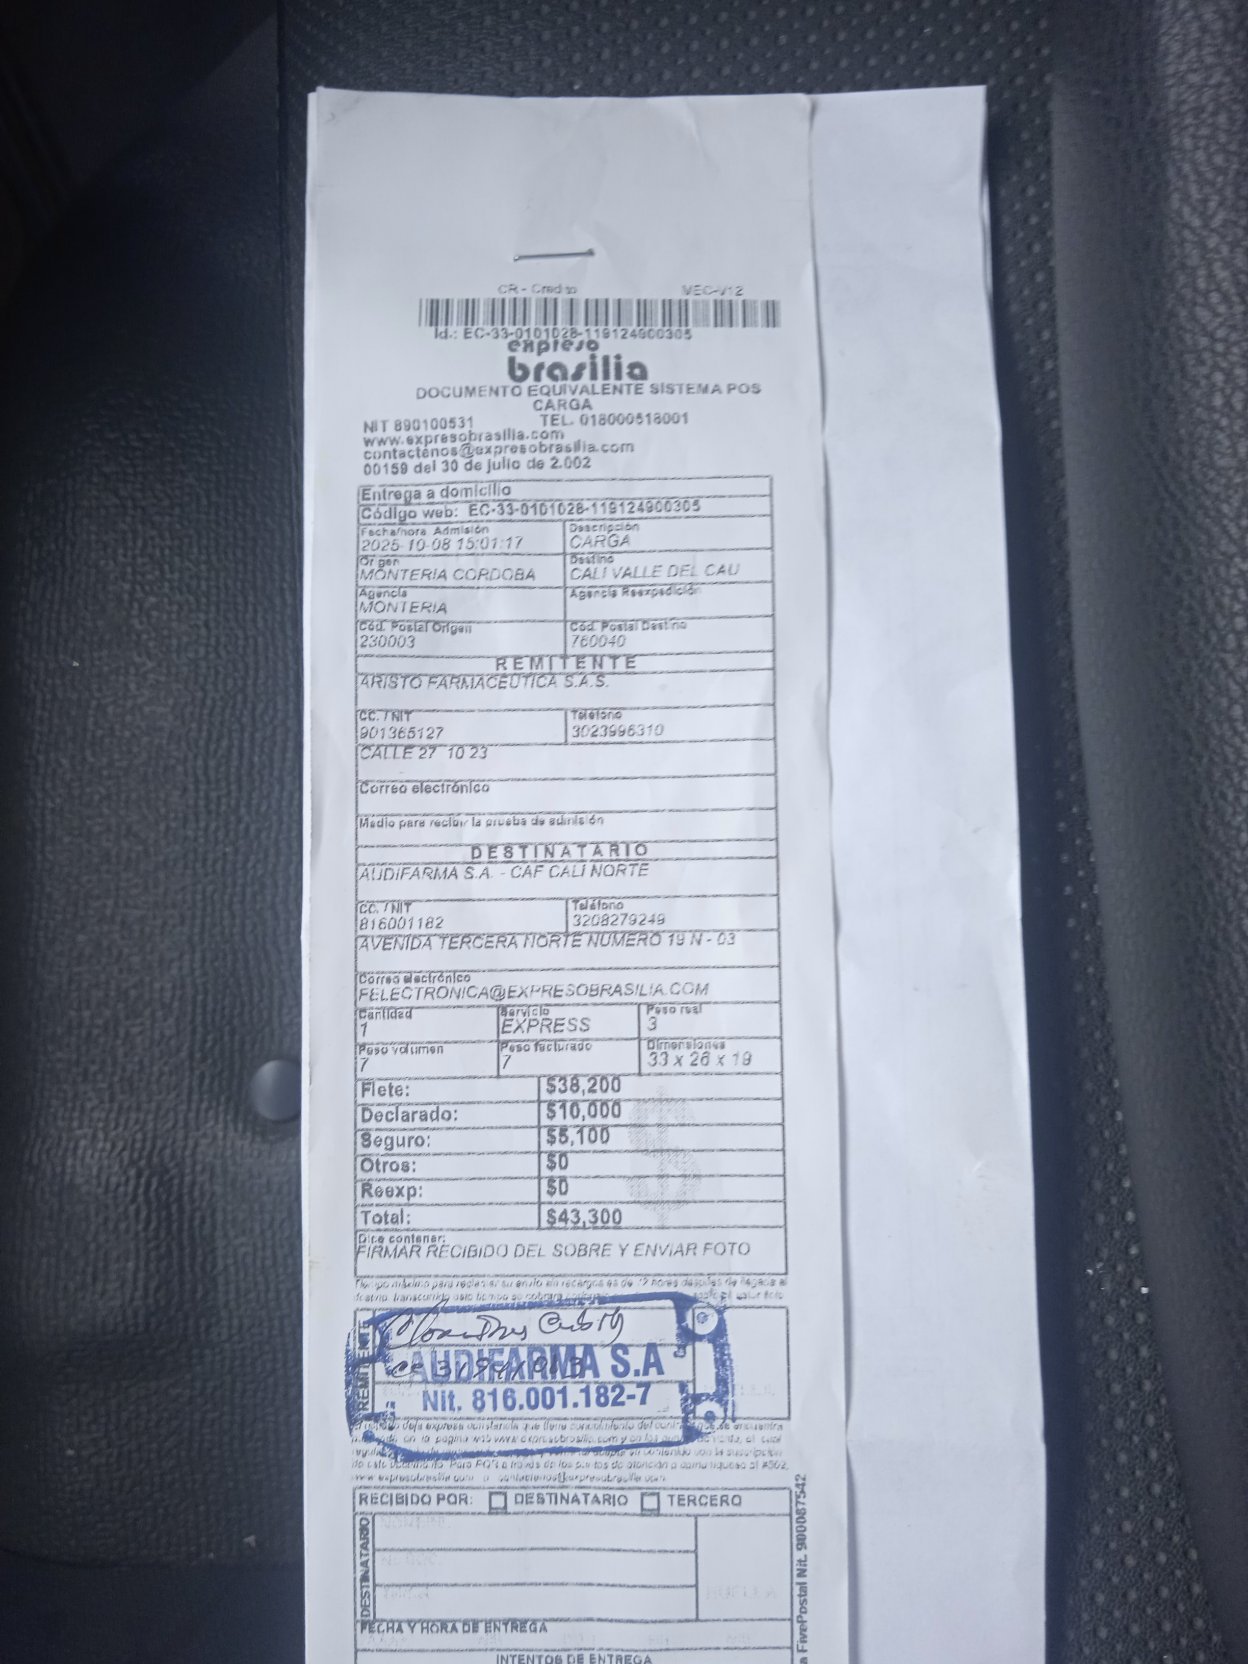 CR - Credito MEC-V12
Id.: EC-33-0101028-119124900305
expreso
brasilia
DOCUMENTO EQUIVALENTE SISTEMA POS
CARGA
NIT 890100531 TEL. 018000518001
www.expresobrasilia.com
contactenos@expresobrasilia.com
00159 del 30 de julio de 2.002
Entrega a domicilio
Código web: EC-33-0101028-119124900305
Fecha/hora Admisión Descripción
2025-10-08 15:01:17 CARGA
Origen Destino
MONTERIA CORDOBA CALI VALLE DEL CAU
Agencia Agencia Reexpedición
MONTERIA
Cód. Postal Origen Cód. Postal Destino
230003 760040
REMITENTE
ARISTO FARMACEUTICA S.A.S.
CC. / NIT Teléfono
901365127 3023996310
CALLE 27 10 23
Correo electrónico
Medio para recibir la prueba de admisión
DESTINATARIO
AUDIFARMA S.A. - CAF CALI NORTE
CC. / NIT Teléfono
816001182 3208279249
AVENIDA TERCERA NORTE NUMERO 19 N - 03
Correo electrónico
FELECTRONICA@EXPRESOBRASILIA.COM
Cantidad Servicio Peso real
1 EXPRESS 3
Peso volumen Peso facturado Dimensiones
7 7 33 x 26 x 19
Flete: $38,200
Declarado: $10,000
Seguro: $5,100
Otros: $0
Reexp: $0
Total: $43,300
Dice contener:
FIRMAR RECIBIDO DEL SOBRE Y ENVIAR FOTO
REMITENTE
AUDIFARMA S.A
Nit. 816.001.182-7
RECIBIDO POR: DESTINATARIO TERCERO
DESTINATARIO
FECHA Y HORA DE ENTREGA
INTENTOS DE ENTREGA
FivePostal Nit. 900087542